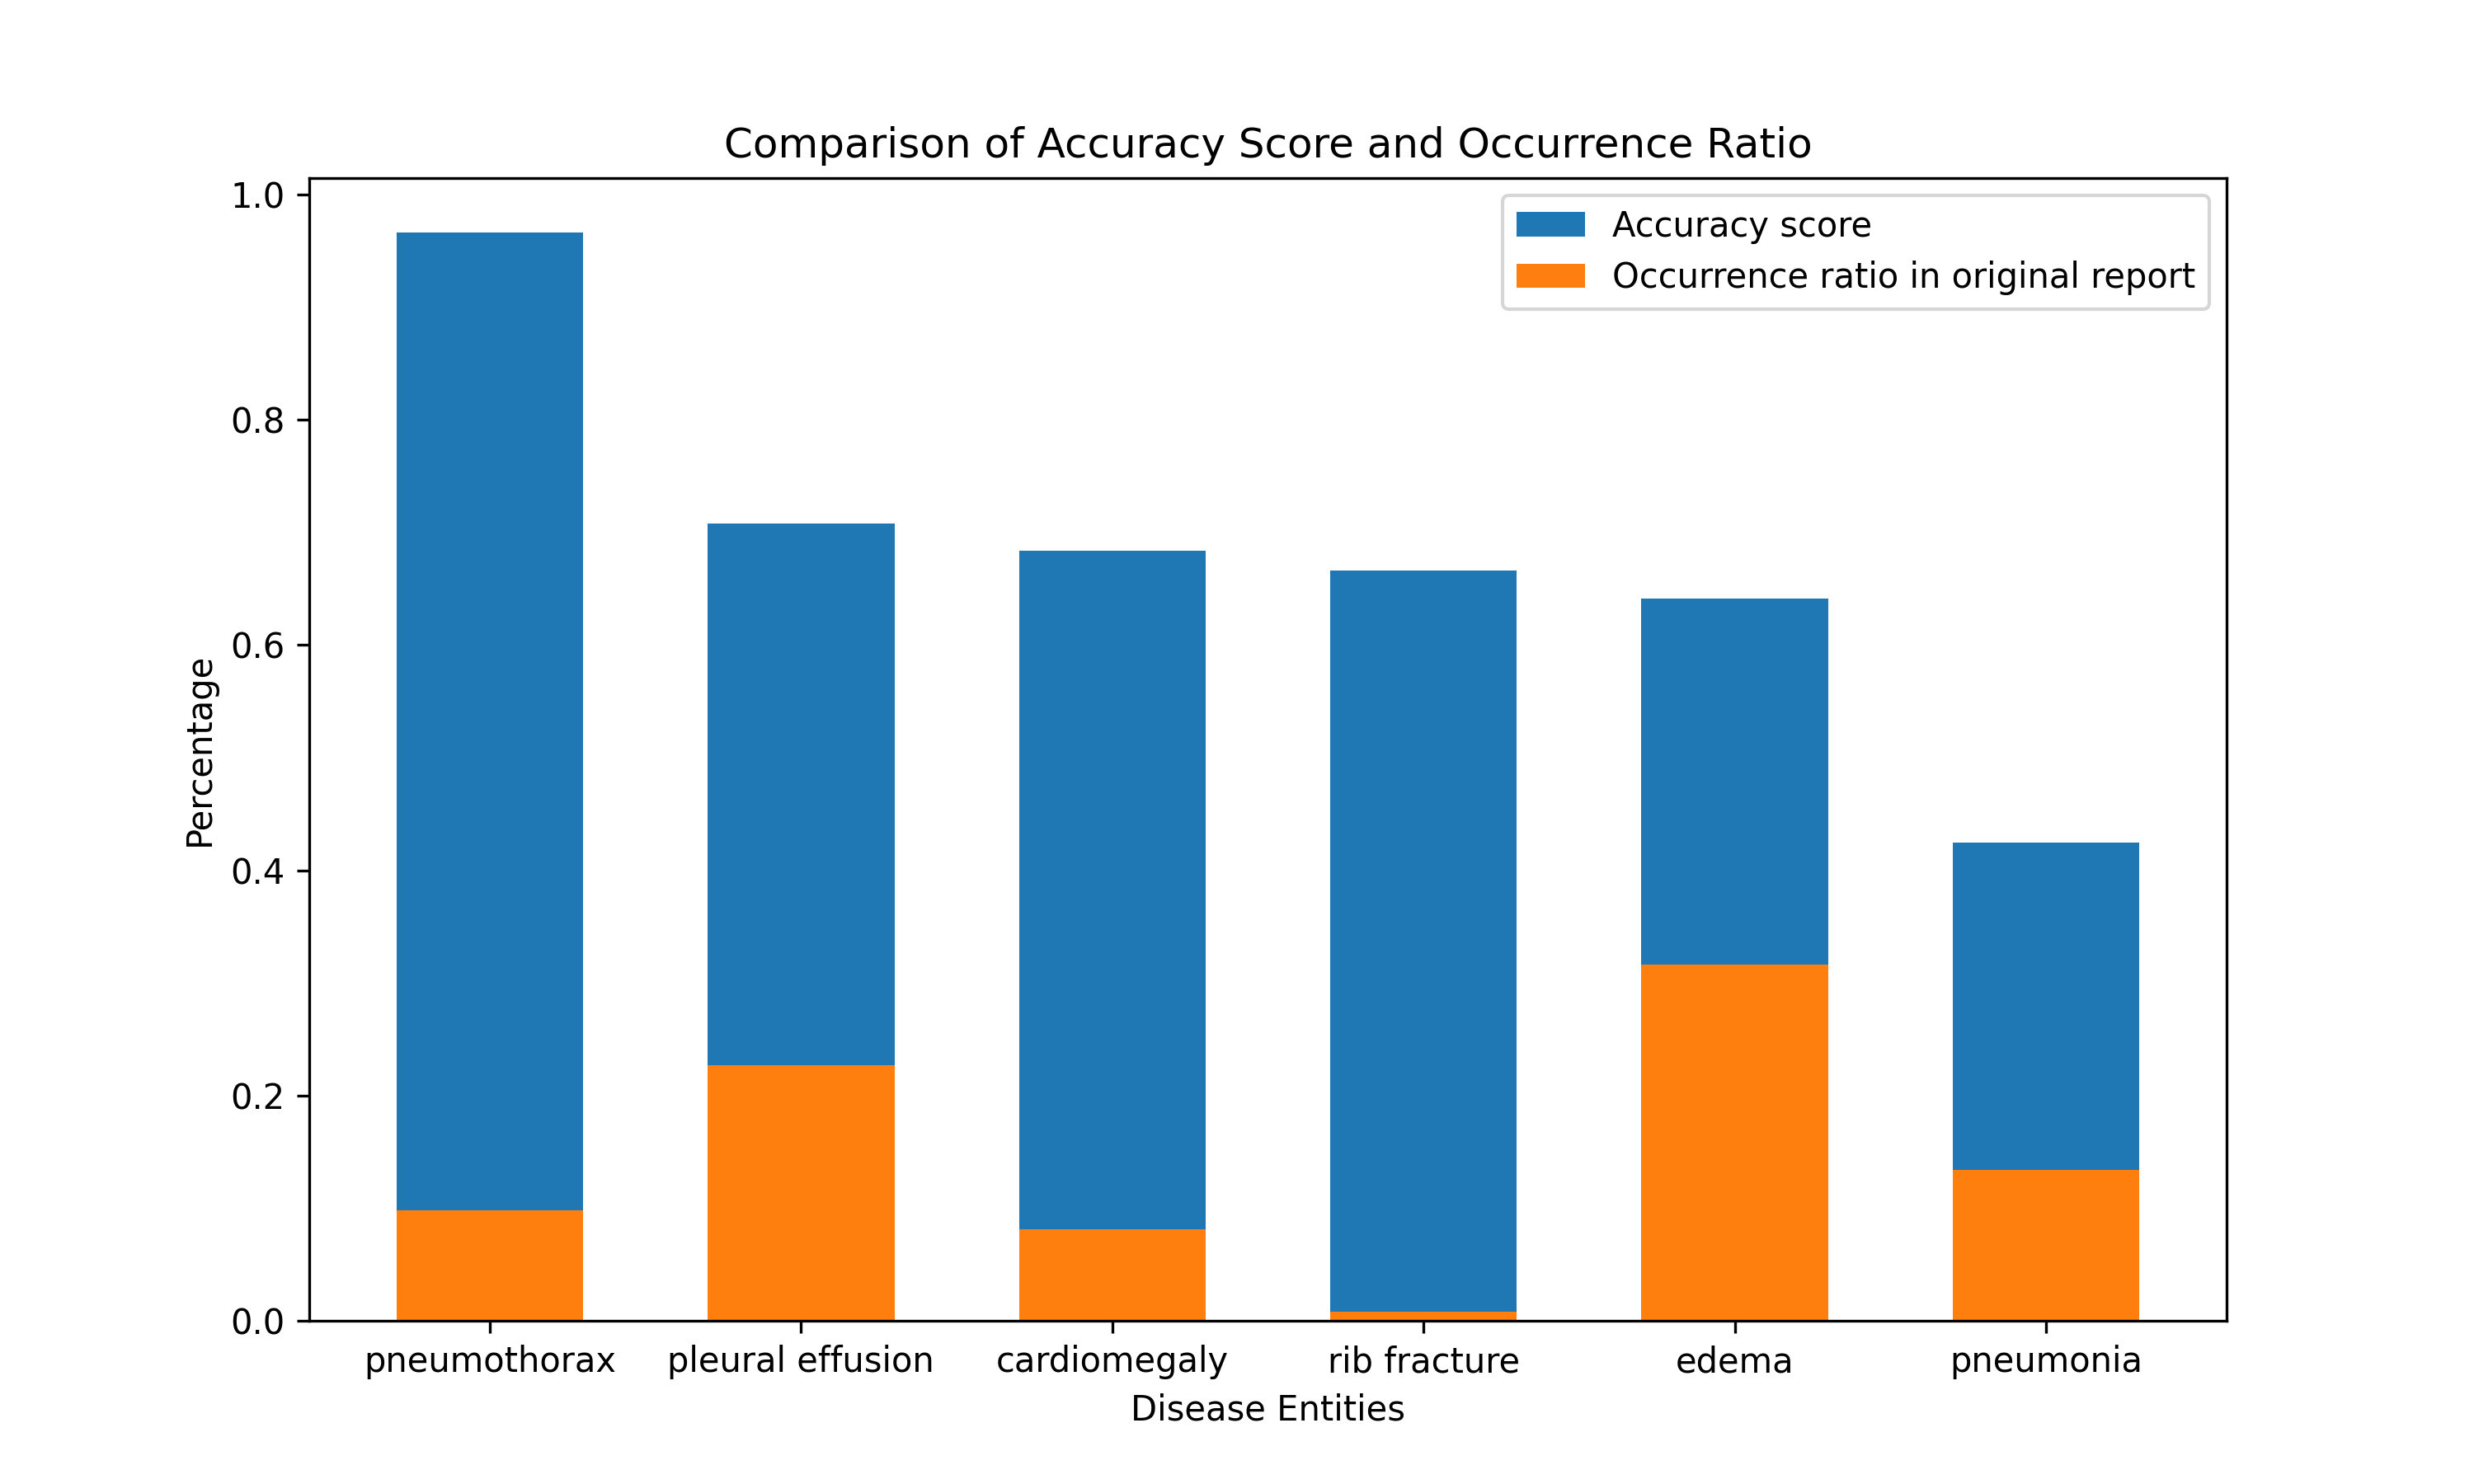 Comparison of Accuracy Score and Occurrence Ratio
Accuracy score
Occurrence ratio in original report
Percentage
1.0
0.8
0.6
0.4
0.2
0.0
pneumothorax pleural effusion cardiomegaly rib fracture edema pneumonia
Disease Entities